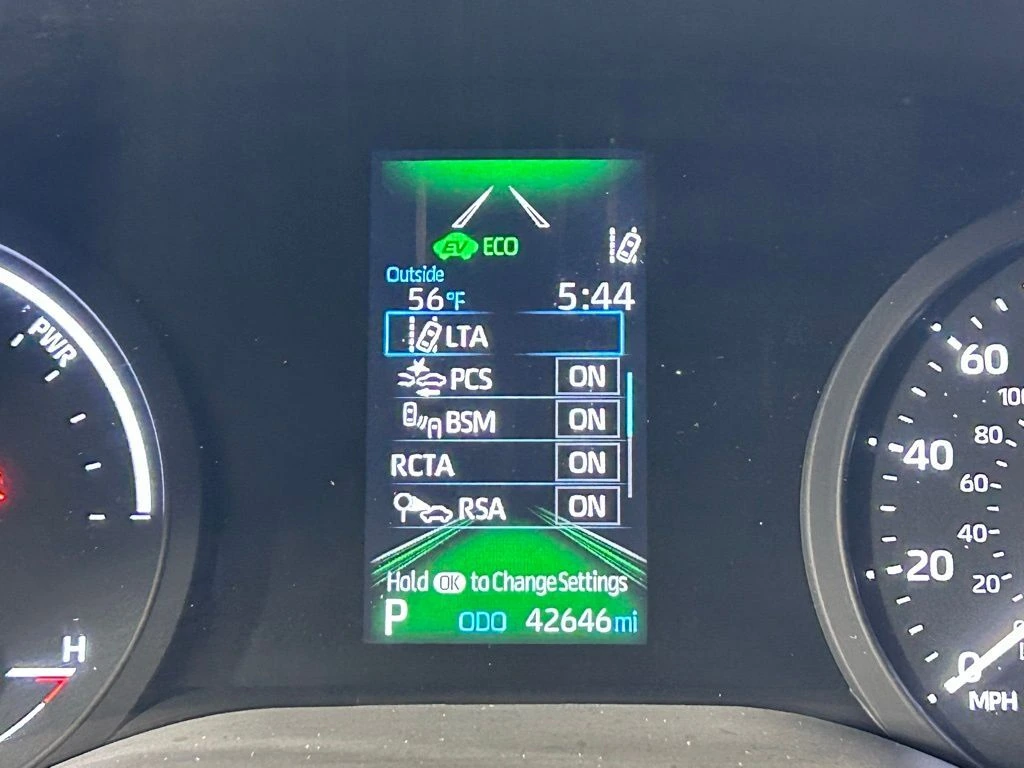 EV ECO
Outside
56°F 5:44
LTA
PCS ON
BSM ON
RCTA ON
RSA ON
Hold OK to Change Settings
P ODO 42646 mi
PWR
H
60
40
20
0
MPH
100
80
60
40
20
0